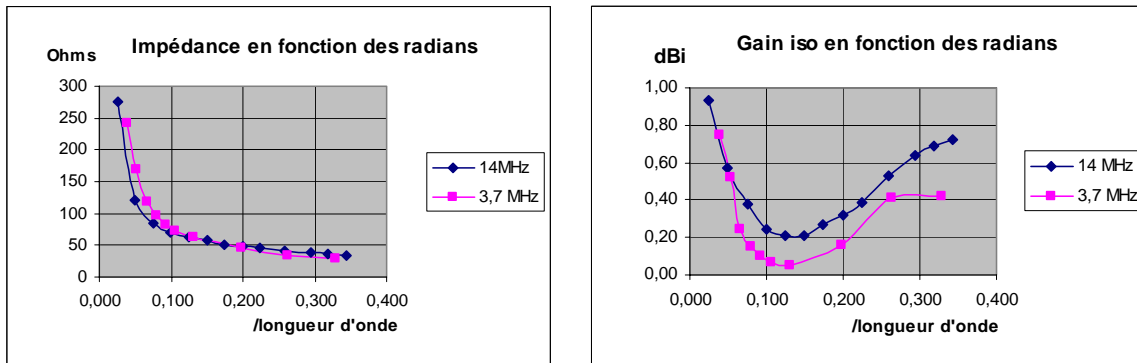 Impédance en fonction des radians
Ohms
300
250
200
150
100
50
0
0,000
0,100
0,200
0,300
0,400
/longueur d'onde
14MHz
3,7 MHz
Gain iso en fonction des radians
dBi
1,00
0,80
0,60
0,40
0,20
0,00
0,000
0,100
0,200
0,300
0,400
/longueur d'onde
14 MHz
3,7 MHz